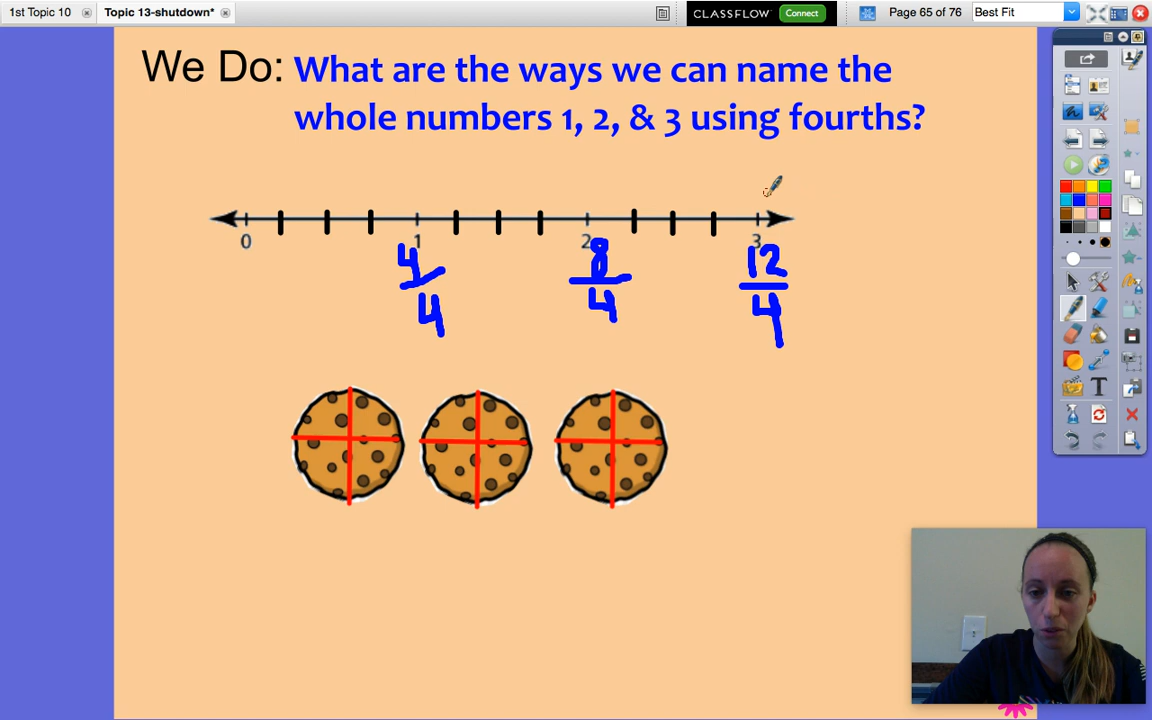 1st Topic 10
Topic 13-shutdown*
CLASSFLOW Connect
Page 65 of 76
Best Fit
We Do: What are the ways we can name the
whole numbers 1, 2, & 3 using fourths?
0 1 2 3
4/4 8/4 12/4
T